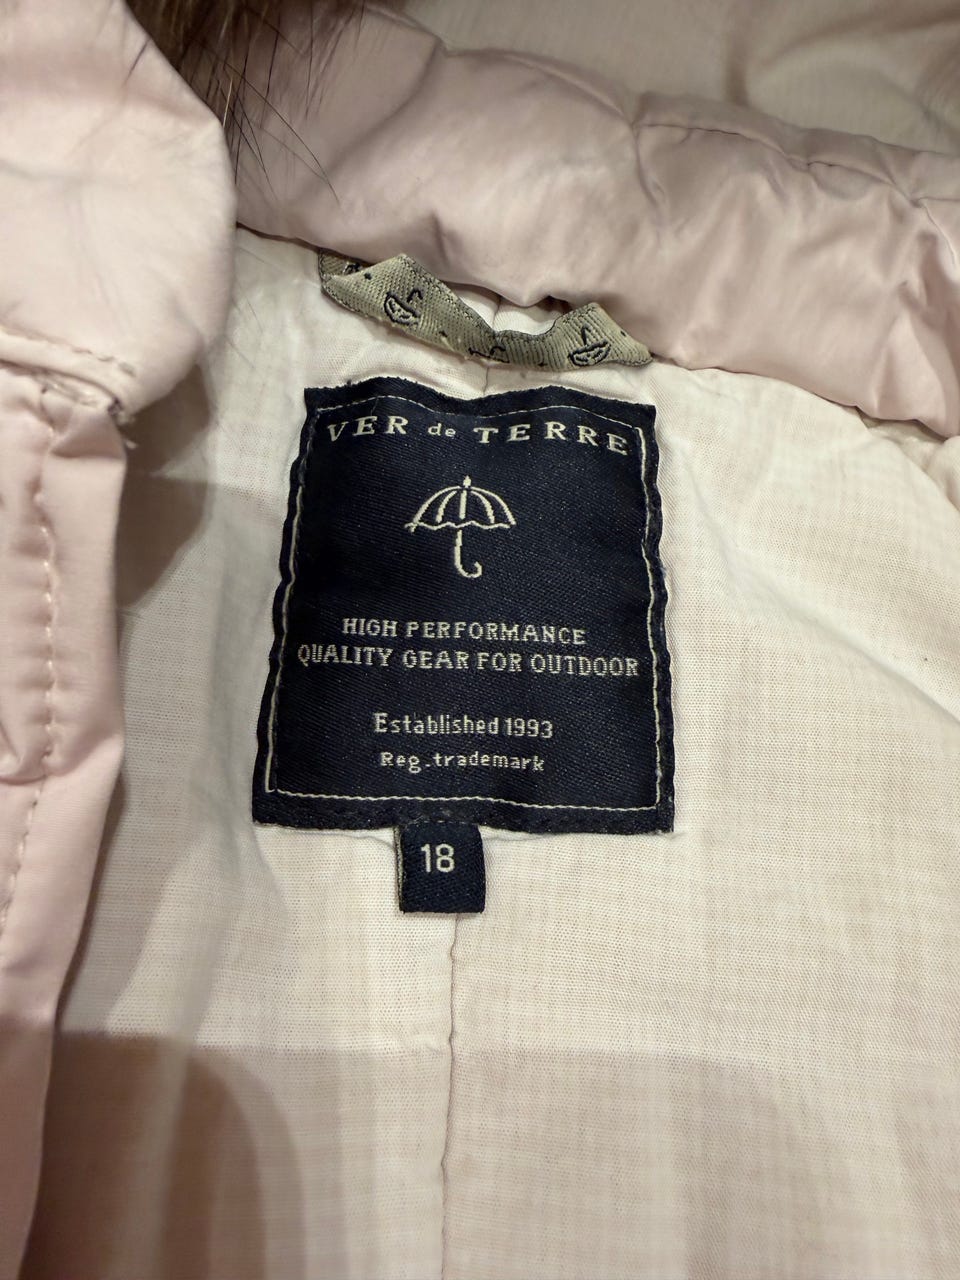 VER de TERRE
HIGH PERFORMANCE
QUALITY GEAR FOR OUTDOOR
Established 1993
Reg.trademark
18